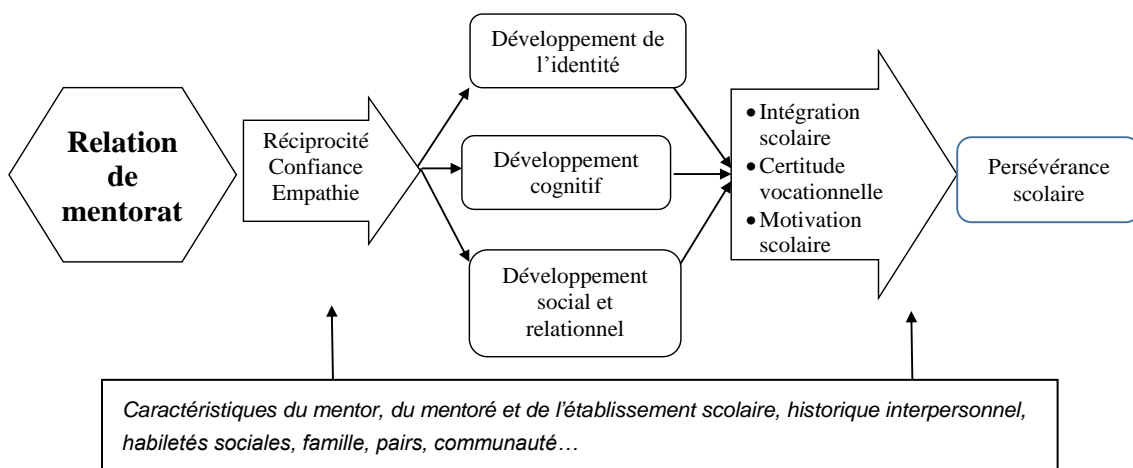 Relation
de
mentorat
Réciprocité
Confiance
Empathie
Développement de
l’identité
Développement
cognitif
Développement
social et
relationnel
• Intégration
scolaire
• Certitude
vocationnelle
• Motivation
scolaire
Persévérance
scolaire
Caractéristiques du mentor, du mentoré et de l’établissement scolaire, historique interpersonnel,
habiletés sociales, famille, pairs, communauté…